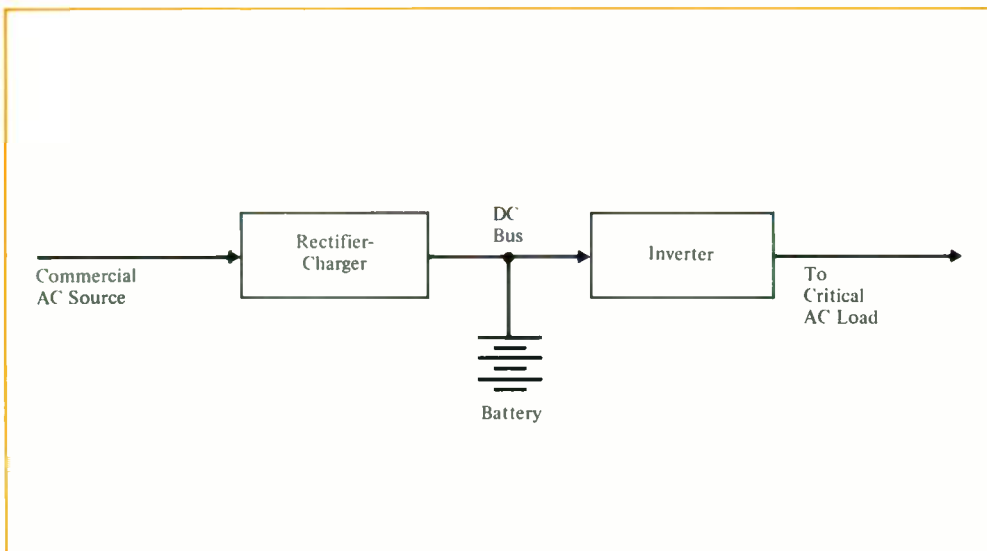 Commercial
AC Source
Rectifier-
Charger
DC
Bus
Battery
Inverter
To
Critical
AC Load